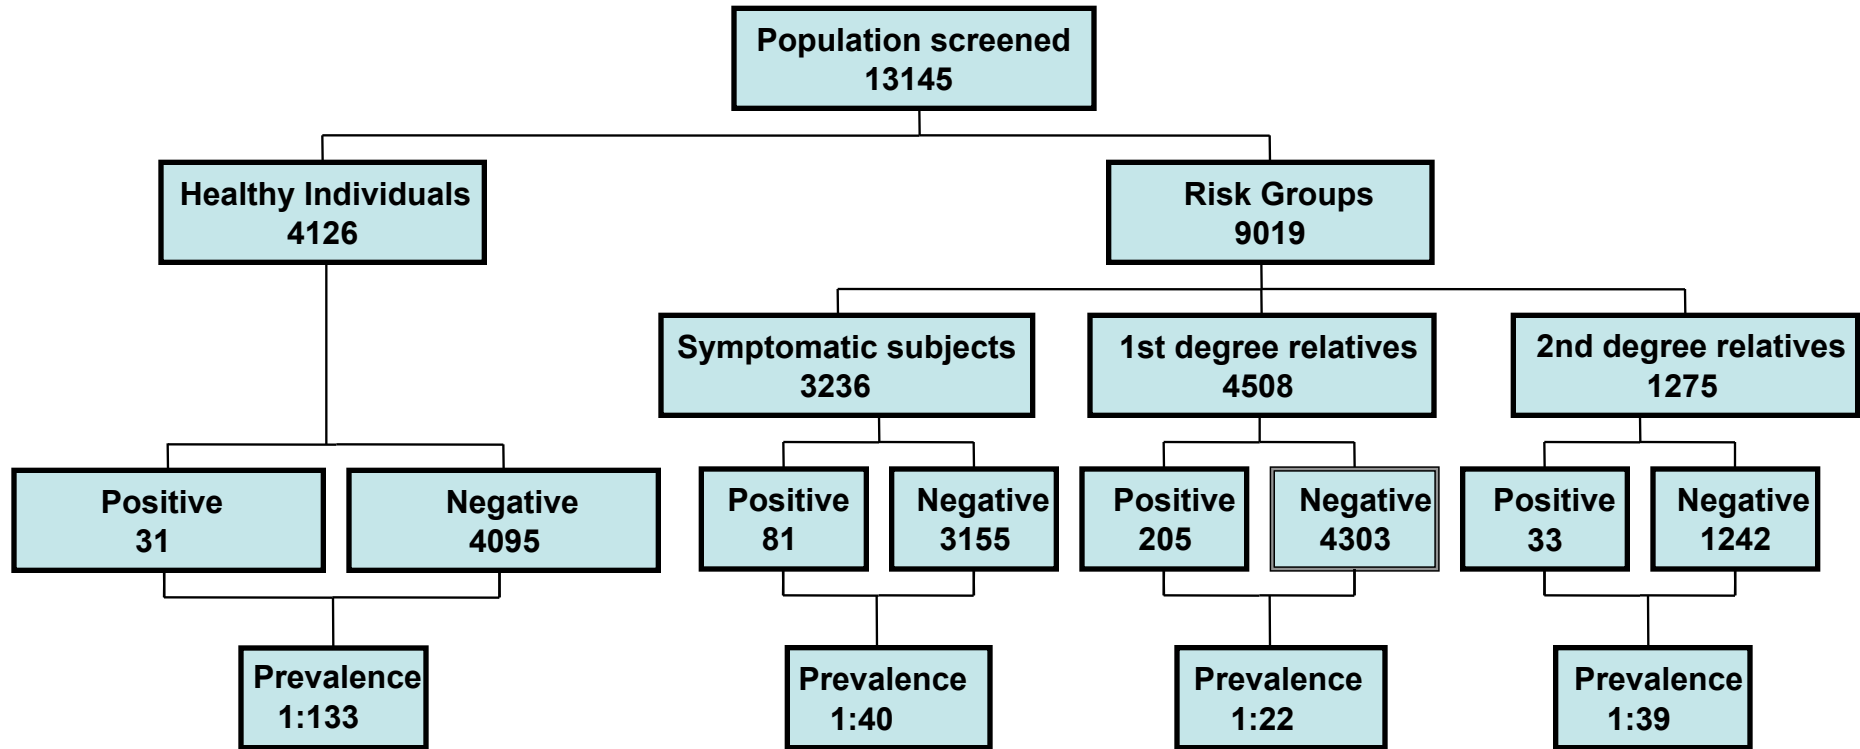 Population screened
13145
Healthy Individuals
4126
Risk Groups
9019
Symptomatic subjects
3236
1st degree relatives
4508
2nd degree relatives
1275
Positive
31
Negative
4095
Positive
81
Negative
3155
Positive
205
Negative
4303
Positive
33
Negative
1242
Prevalence
1:133
Prevalence
1:40
Prevalence
1:22
Prevalence
1:39